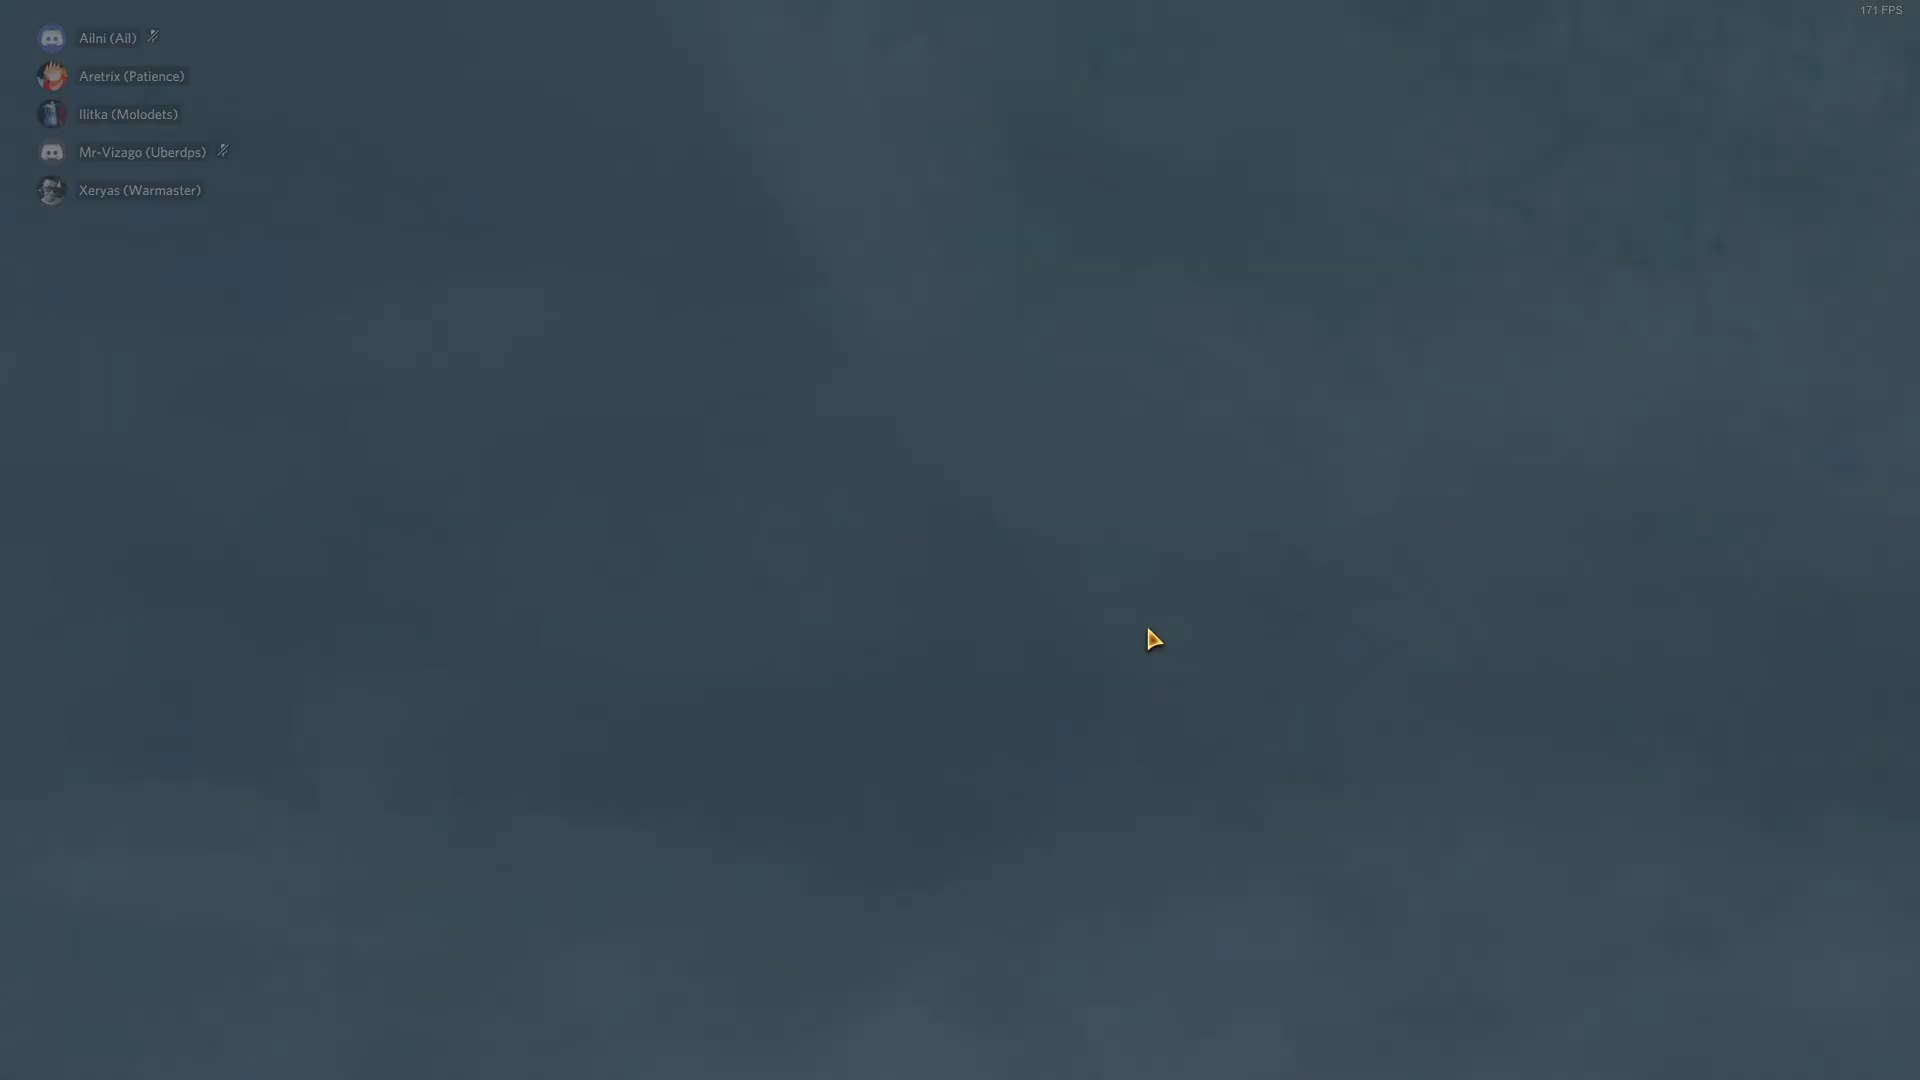 171 FPS
Ailni (Ail)
Aretrix (Patience)
Ilitka (Molodets)
Mr-Vizago (Uberdps)
Xeryas (Warmaster)